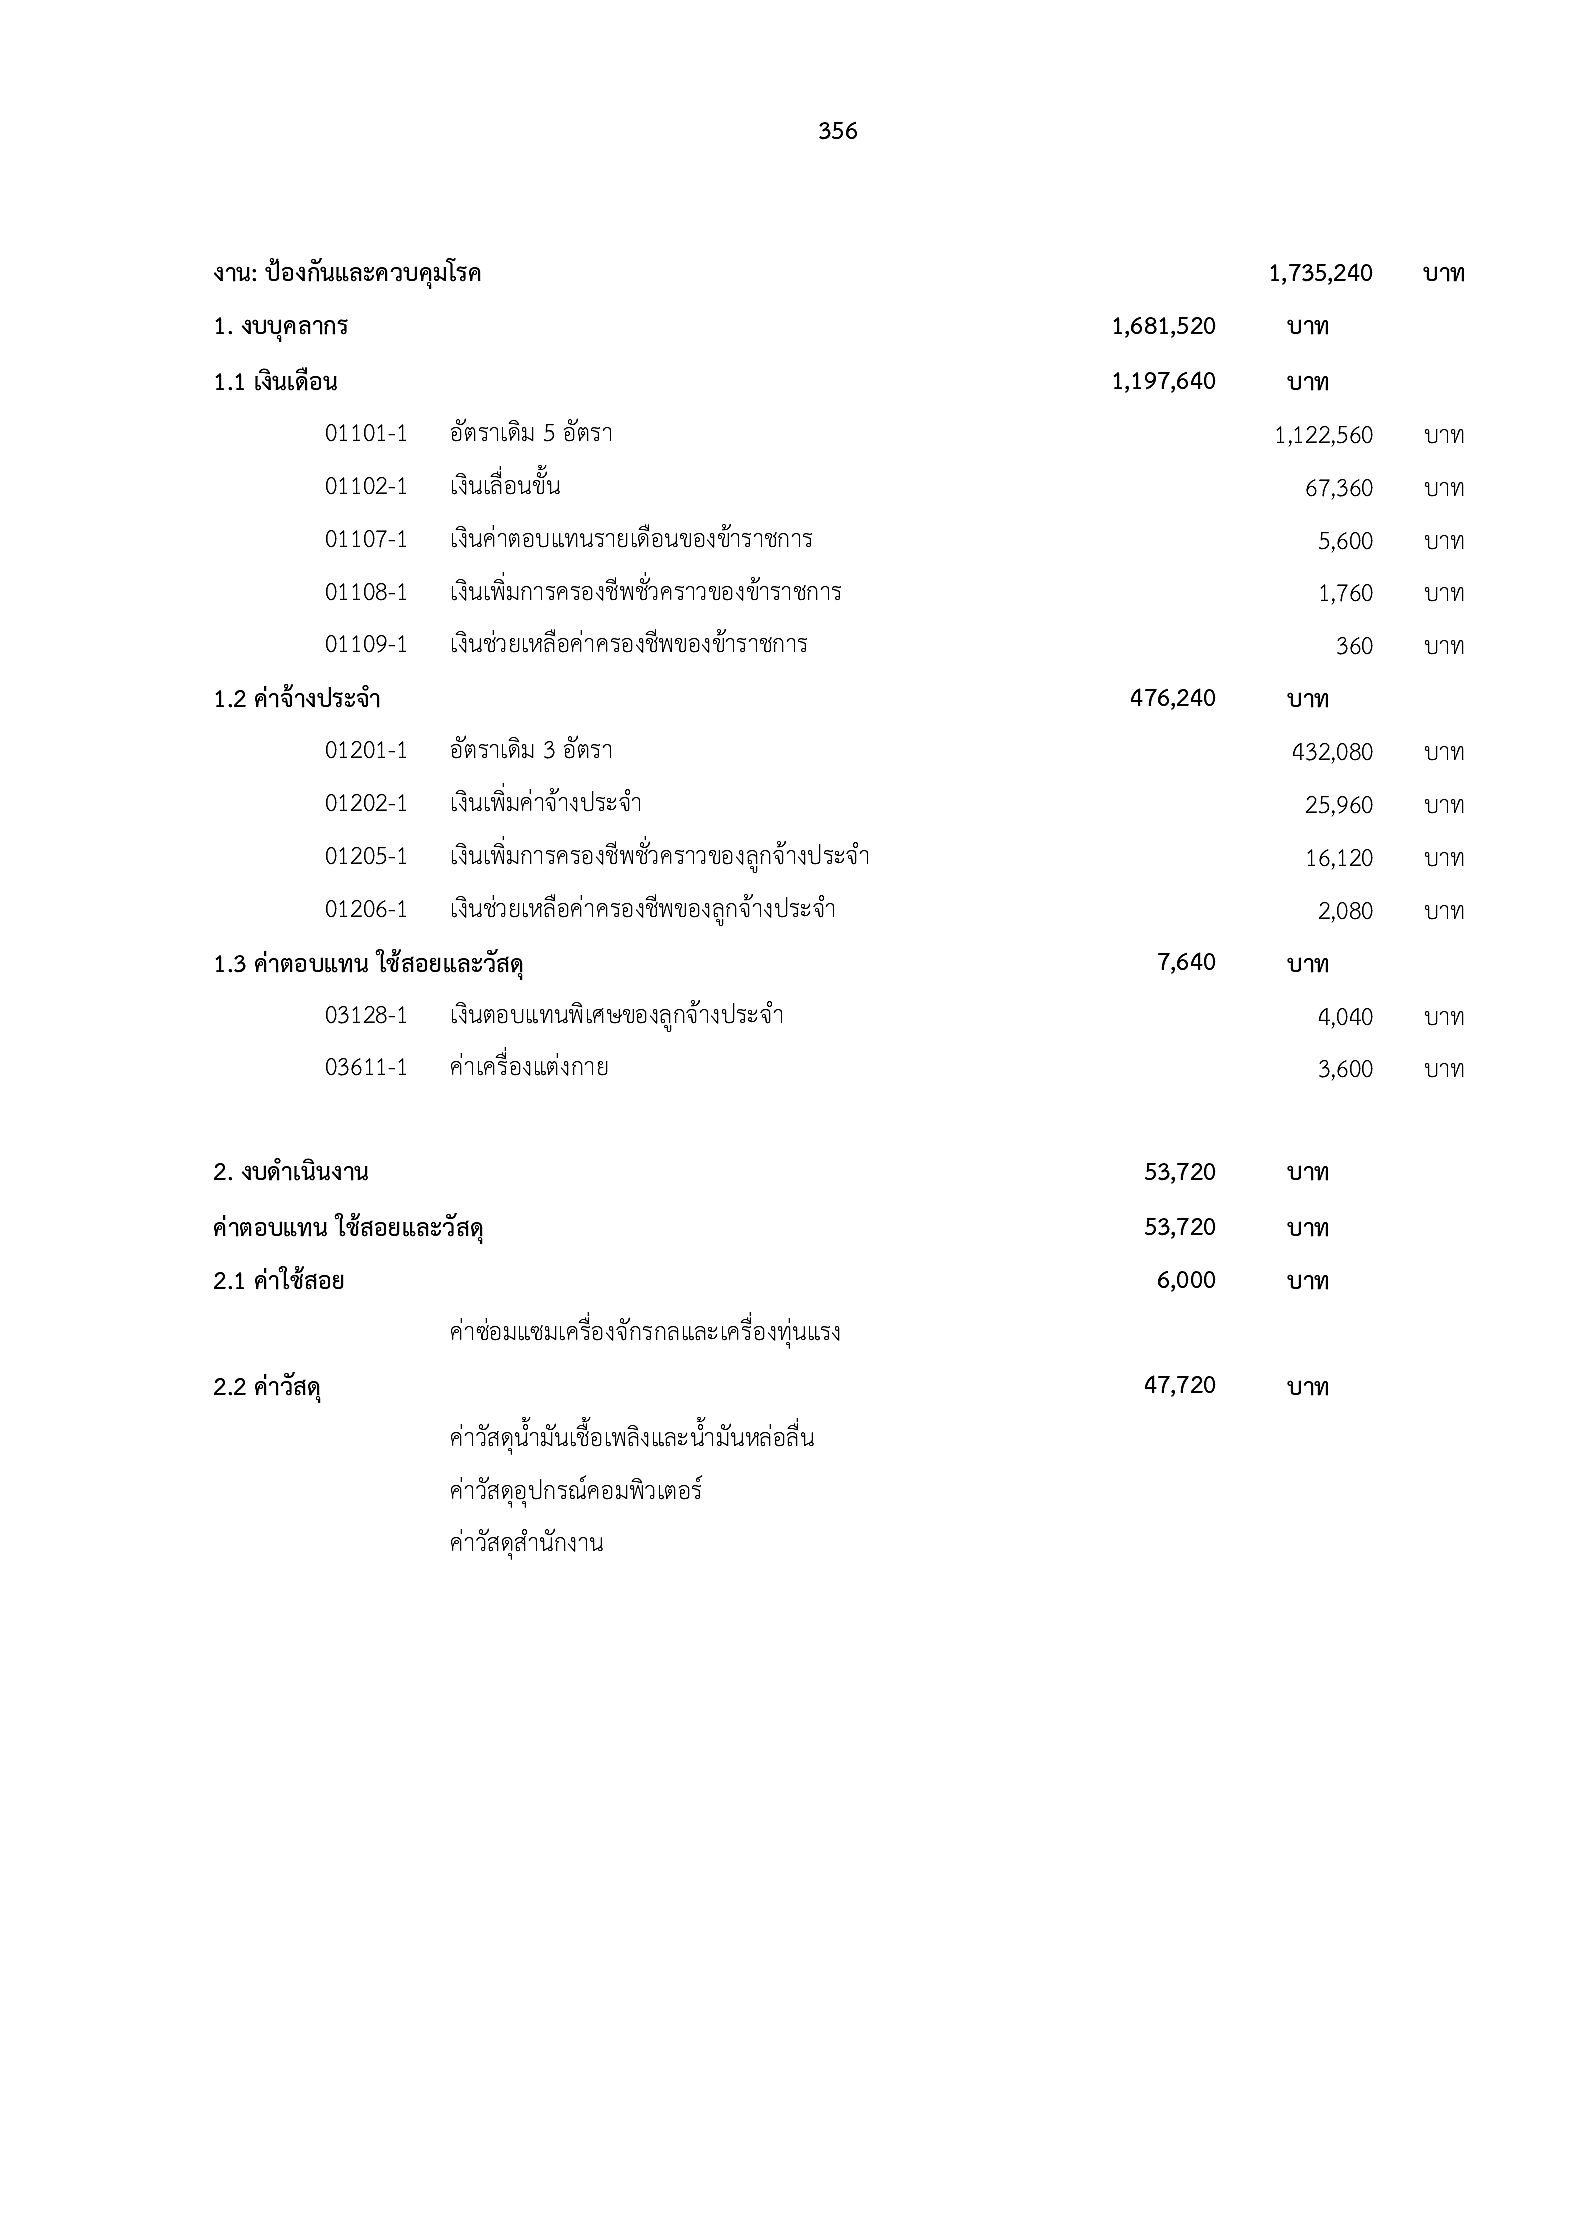 356
งาน: ป้องกันและควบคุมโรค 1,735,240 บาท
1. งบบุคลากร 1,681,520 บาท
1.1 เงินเดือน 1,197,640 บาท
01101-1 อัตราเดิม 5 อัตรา 1,122,560 บาท
01102-1 เงินเลื่อนขั้น 67,360 บาท
01107-1 เงินค่าตอบแทนรายเดือนของข้าราชการ 5,600 บาท
01108-1 เงินเพิ่มการครองชีพชั่วคราวของข้าราชการ 1,760 บาท
01109-1 เงินช่วยเหลือค่าครองชีพของข้าราชการ 360 บาท
1.2 ค่าจ้างประจำ 476,240 บาท
01201-1 อัตราเดิม 3 อัตรา 432,080 บาท
01202-1 เงินเพิ่มค่าจ้างประจำ 25,960 บาท
01205-1 เงินเพิ่มการครองชีพชั่วคราวของลูกจ้างประจำ 16,120 บาท
01206-1 เงินช่วยเหลือค่าครองชีพของลูกจ้างประจำ 2,080 บาท
1.3 ค่าตอบแทน ใช้สอยและวัสดุ 7,640 บาท
03128-1 เงินตอบแทนพิเศษของลูกจ้างประจำ 4,040 บาท
03611-1 ค่าเครื่องแต่งกาย 3,600 บาท
2. งบดำเนินงาน 53,720 บาท
ค่าตอบแทน ใช้สอยและวัสดุ 53,720 บาท
2.1 ค่าใช้สอย 6,000 บาท
ค่าซ่อมแซมเครื่องจักรกลและเครื่องทุ่นแรง
2.2 ค่าวัสดุ 47,720 บาท
ค่าวัสดุน้ำมันเชื้อเพลิงและน้ำมันหล่อลื่น
ค่าวัสดุอุปกรณ์คอมพิวเตอร์
ค่าวัสดุสำนักงาน